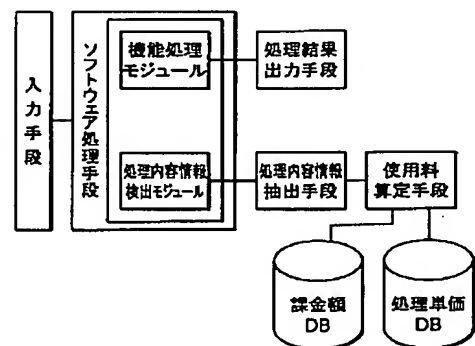 入力手段
ソフトウェア処理手段
機能処理
モジュール
処理結果
出力手段
処理内容情報
検出モジュール
処理内容情報
抽出手段
使用料
算定手段
課金額
DB
処理単価
DB